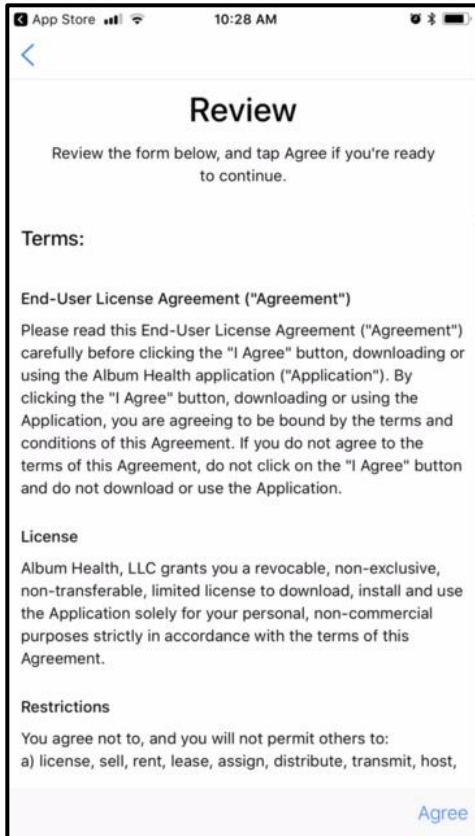 App Store 10:28 AM
Review
Review the form below, and tap Agree if you're ready
to continue.
Terms:
End-User License Agreement ("Agreement")
Please read this End-User License Agreement ("Agreement")
carefully before clicking the "I Agree" button, downloading or
using the Album Health application ("Application"). By
clicking the "I Agree" button, downloading or using the
Application, you are agreeing to be bound by the terms and
conditions of this Agreement. If you do not agree to the
terms of this Agreement, do not click on the "I Agree" button
and do not download or use the Application.
License
Album Health, LLC grants you a revocable, non-exclusive,
non-transferable, limited license to download, install and use
the Application solely for your personal, non-commercial
purposes strictly in accordance with the terms of this
Agreement.
Restrictions
You agree not to, and you will not permit others to:
a) license, sell, rent, lease, assign, distribute, transmit, host,
Agree